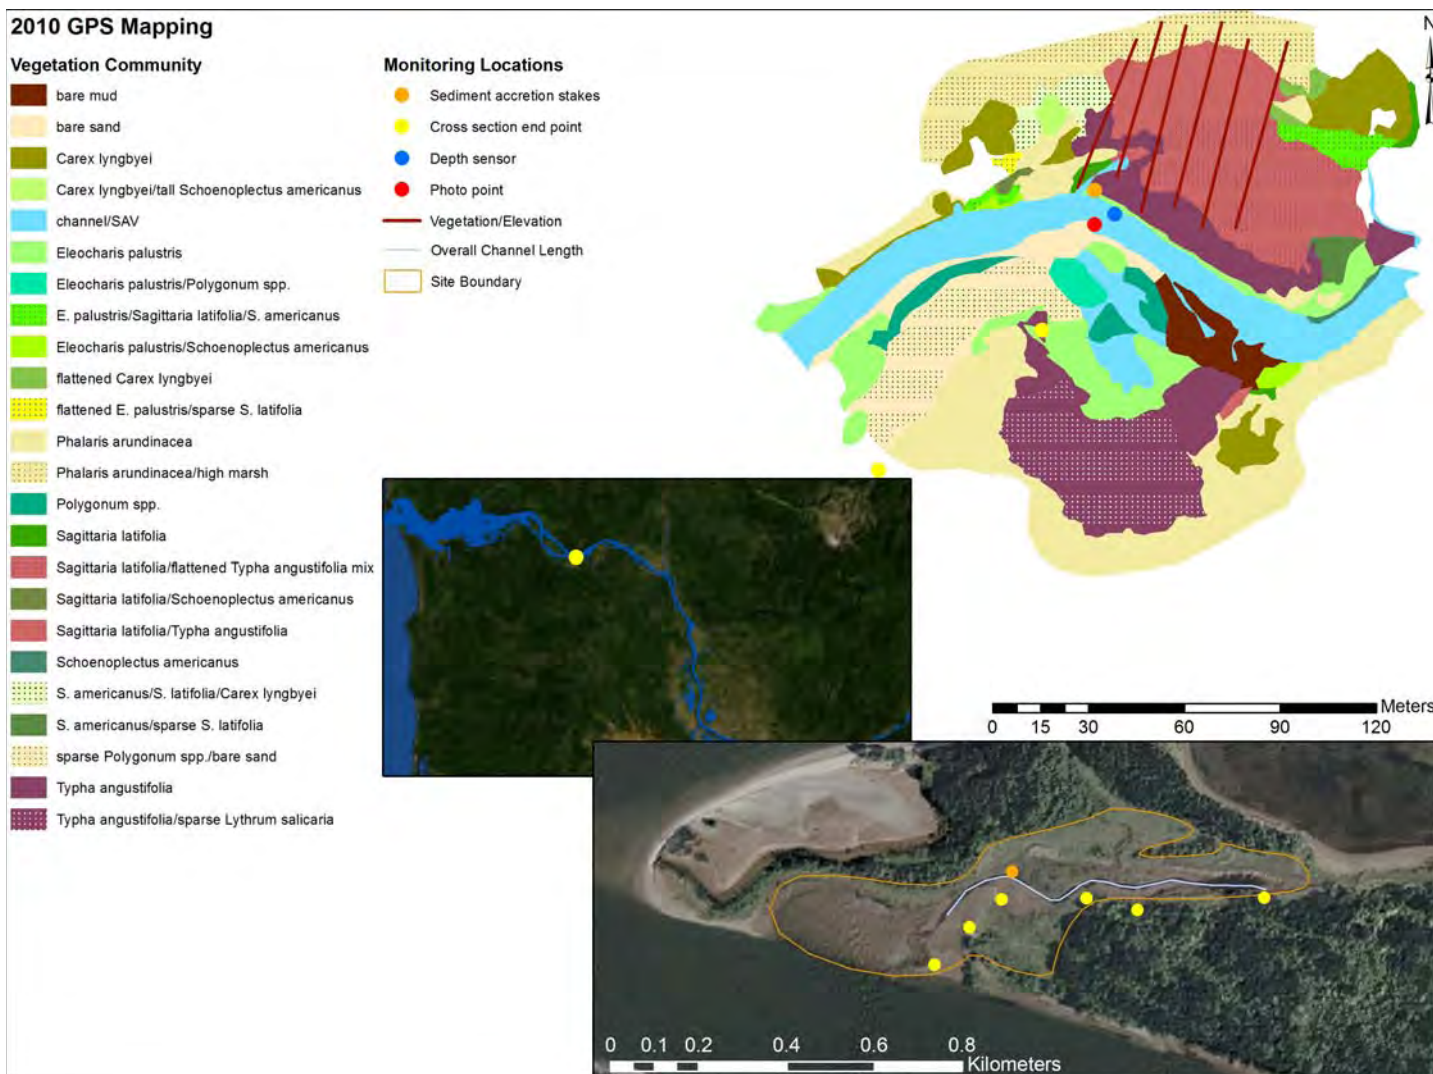 2010 GPS Mapping
Vegetation Community
bare mud
bare sand
Carex lyngbyei
Carex lyngbyei/tall Schoenoplectus americanus
channel/SAV
Eleocharis palustris
Eleocharis palustris/Polygonum spp.
E. palustris/Sagittaria latifolia/S. americanus
Eleocharis palustris/Schoenoplectus americanus
flattened Carex lyngbyei
flattened E. palustris/sparse S. latifolia
Phalaris arundinacea
Phalaris arundinacea/high marsh
Polygonum spp.
Sagittaria latifolia
Sagittaria latifolia/flattened Typha angustifolia mix
Sagittaria latifolia/Schoenoplectus americanus
Sagittaria latifolia/Typha angustifolia
Schoenoplectus americanus
S. americanus/S. latifolia/Carex lyngbyei
S. americanus/sparse S. latifolia
sparse Polygonum spp./bare sand
Typha angustifolia
Typha angustifolia/sparse Lythrum salicaria
Monitoring Locations
Sediment accretion stakes
Cross section end point
Depth sensor
Photo point
Vegetation/Elevation
Overall Channel Length
Site Boundary
N
Meters
0 15 30 60 90 120
0 0.1 0.2 0.4 0.6 0.8
Kilometers